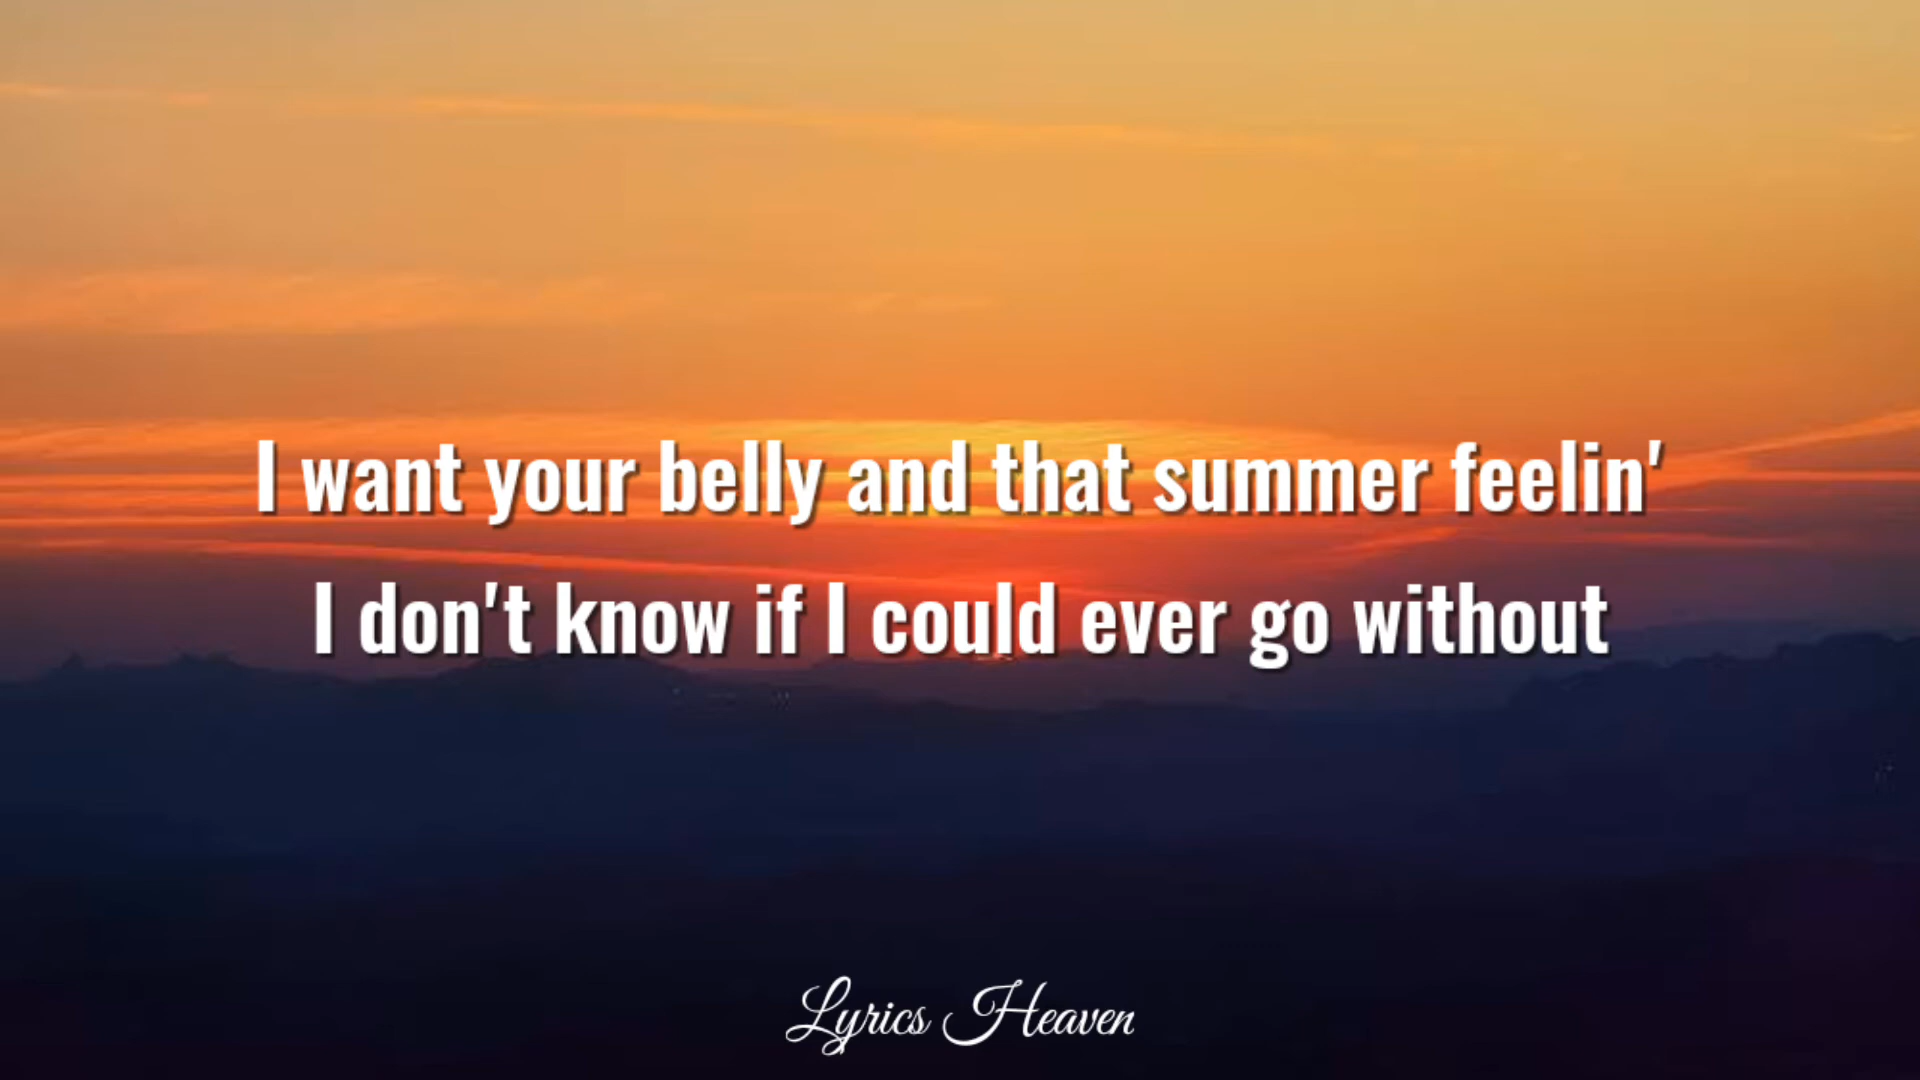 I want your belly and that summer feelin'
I don't know if I could ever go without
Lyrics Heaven